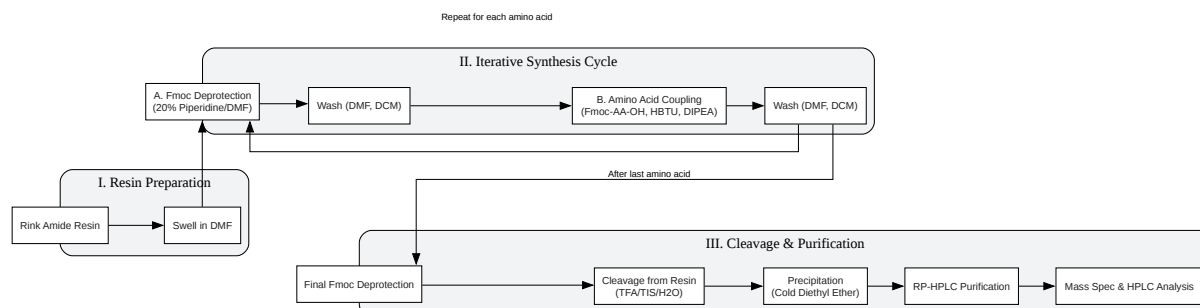 Repeat for each amino acid
II. Iterative Synthesis Cycle
A. Fmoc Deprotection
(20% Piperidine/DMF)
Wash (DMF, DCM)
B. Amino Acid Coupling
(Fmoc-AA-OH, HBTU, DIPEA)
Wash (DMF, DCM)
After last amino acid
I. Resin Preparation
Rink Amide Resin
Swell in DMF
III. Cleavage & Purification
Final Fmoc Deprotection
Cleavage from Resin
(TFA/TIS/H2O)
Precipitation
(Cold Diethyl Ether)
RP-HPLC Purification
Mass Spec & HPLC Analysis